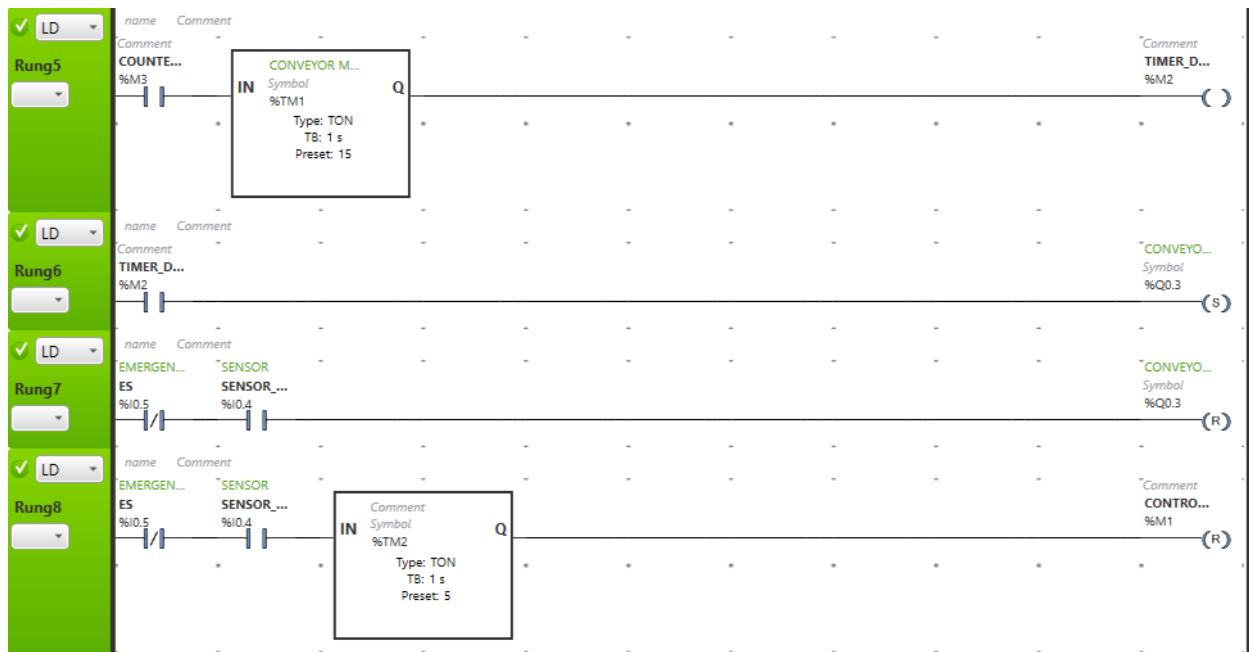 LD
name Comment
Comment
COUNTE...
%M3
Rung5
CONVEYOR M...
IN Symbol Q
%TM1
Type: TON
TB: 1 s
Preset: 15
Comment
TIMER_D...
%M2
( )
LD
name Comment
Comment
TIMER_D...
%M2
Rung6
CONVEYO...
Symbol
%Q0.3
(S)
LD
name Comment
EMERGEN... SENSOR
ES SENSOR_...
%I0.5 %I0.4
Rung7
CONVEYO...
Symbol
%Q0.3
(R)
LD
name Comment
EMERGEN... SENSOR
ES SENSOR_...
%I0.5 %I0.4
Rung8
Comment
IN Symbol Q
%TM2
Type: TON
TB: 1 s
Preset: 5
Comment
CONTRO...
%M1
(R)